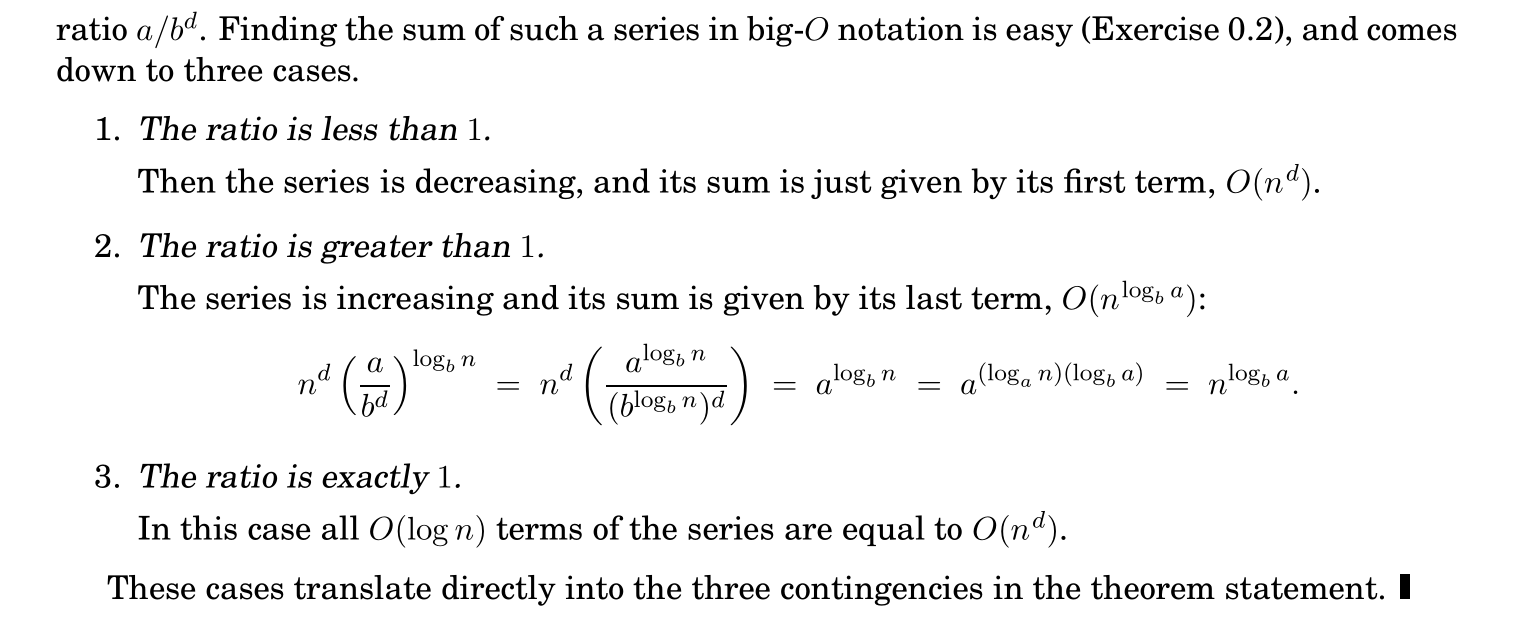 ratio a/b^d. Finding the sum of such a series in big-O notation is easy (Exercise 0.2), and comes
down to three cases.
1. The ratio is less than 1.
Then the series is decreasing, and its sum is just given by its first term, O(n^d).
2. The ratio is greater than 1.
The series is increasing and its sum is given by its last term, O(n^{log_b a}):
n^d (a/b^d)^{log_b n} = n^d (a^{log_b n}/(b^{log_b n})^d) = a^{log_b n} = a^{(log_a n)(log_b a)} = n^{log_b a}.
3. The ratio is exactly 1.
In this case all O(log n) terms of the series are equal to O(n^d).
These cases translate directly into the three contingencies in the theorem statement. ∎